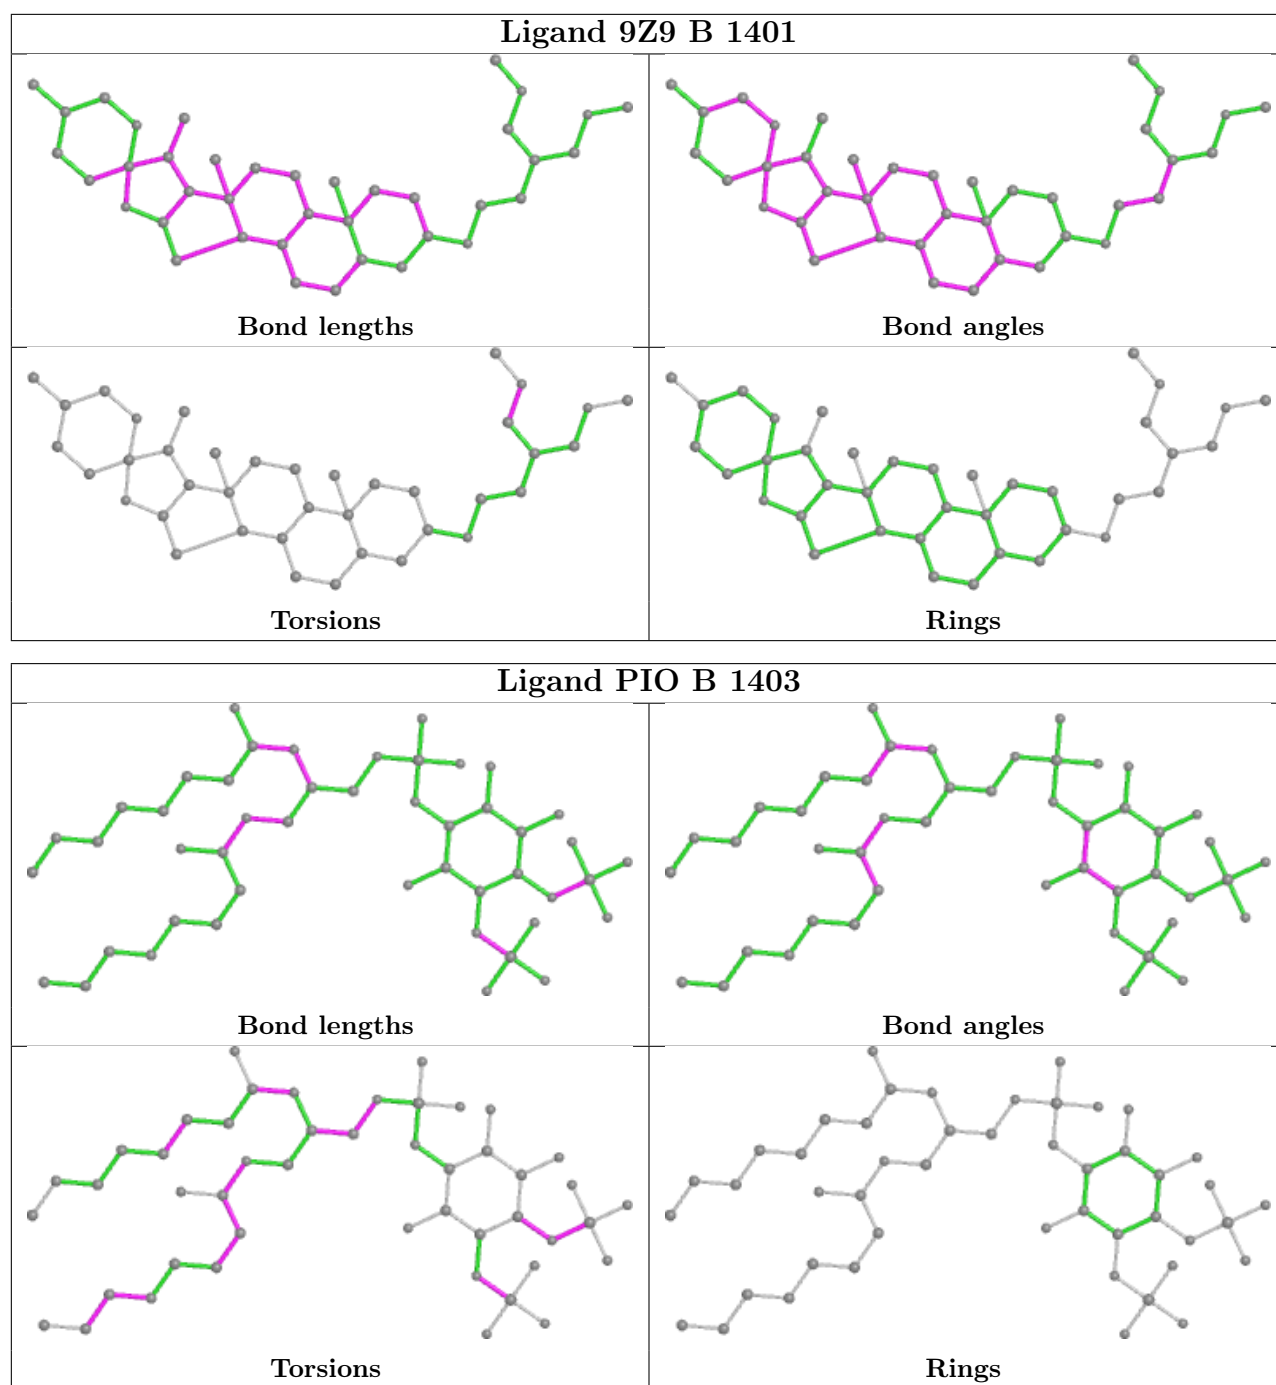 Ligand 9Z9 B 1401
Bond lengths
Bond angles
Torsions
Rings
Ligand PIO B 1403
Bond lengths
Bond angles
Torsions
Rings